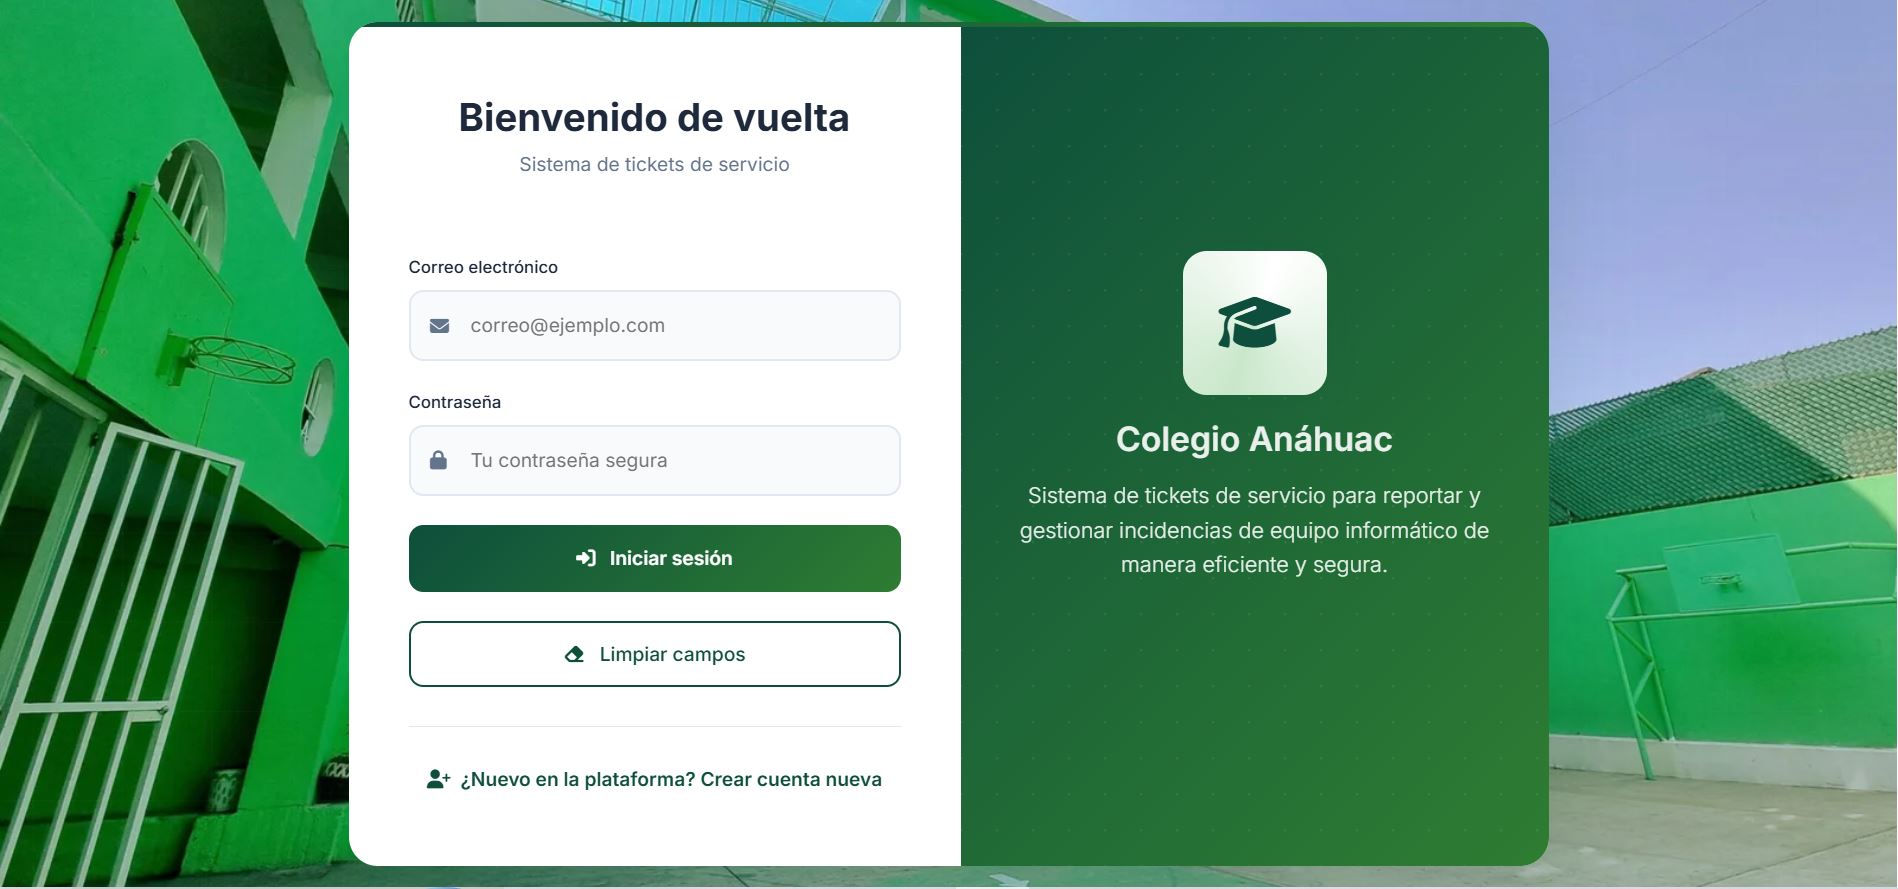 Bienvenido de vuelta
Sistema de tickets de servicio
Correo electrónico
correo@ejemplo.com
Contraseña
Tu contraseña segura
Iniciar sesión
Limpiar campos
¿Nuevo en la plataforma? Crear cuenta nueva
Colegio Anáhuac
Sistema de tickets de servicio para reportar y
gestionar incidencias de equipo informático de
manera eficiente y segura.